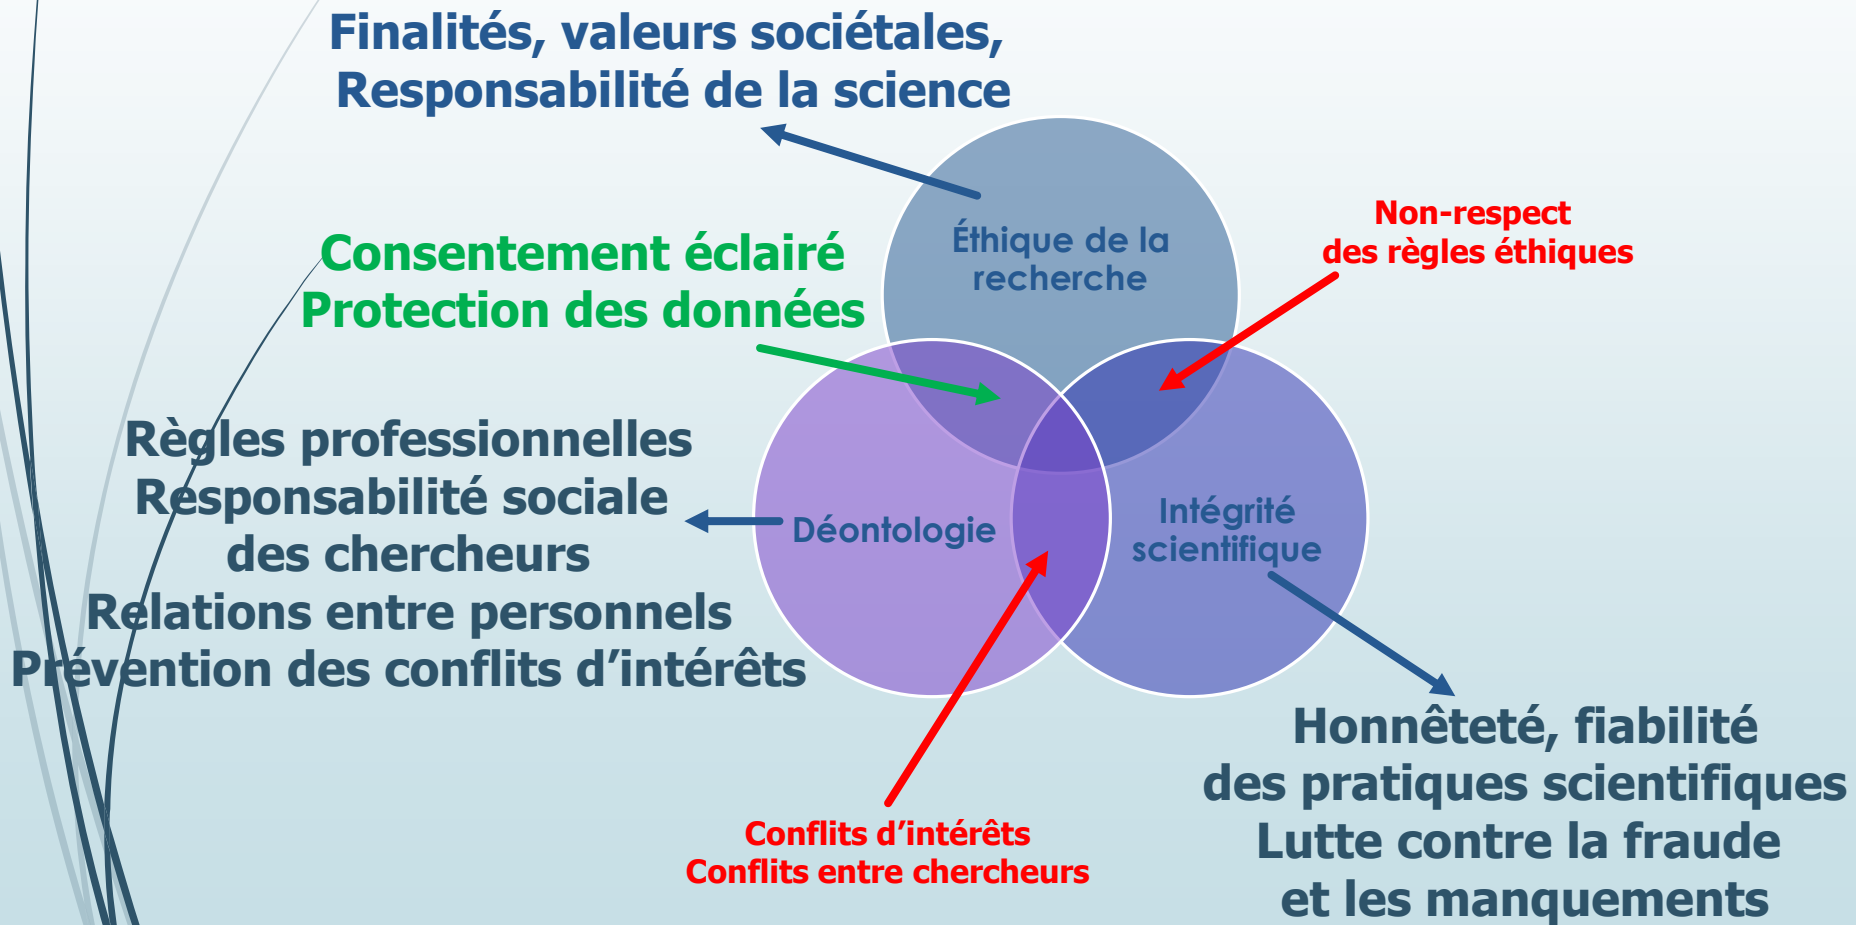 Finalités, valeurs sociétales,
Responsabilité de la science
Éthique de la
recherche
Non-respect
des règles éthiques
Consentement éclairé
Protection des données
Règles professionnelles
Responsabilité sociale
des chercheurs
Relations entre personnels
Prévention des conflits d’intérêts
Déontologie
Intégrité
scientifique
Honnêteté, fiabilité
des pratiques scientifiques
Lutte contre la fraude
et les manquements
Conflits d’intérêts
Conflits entre chercheurs